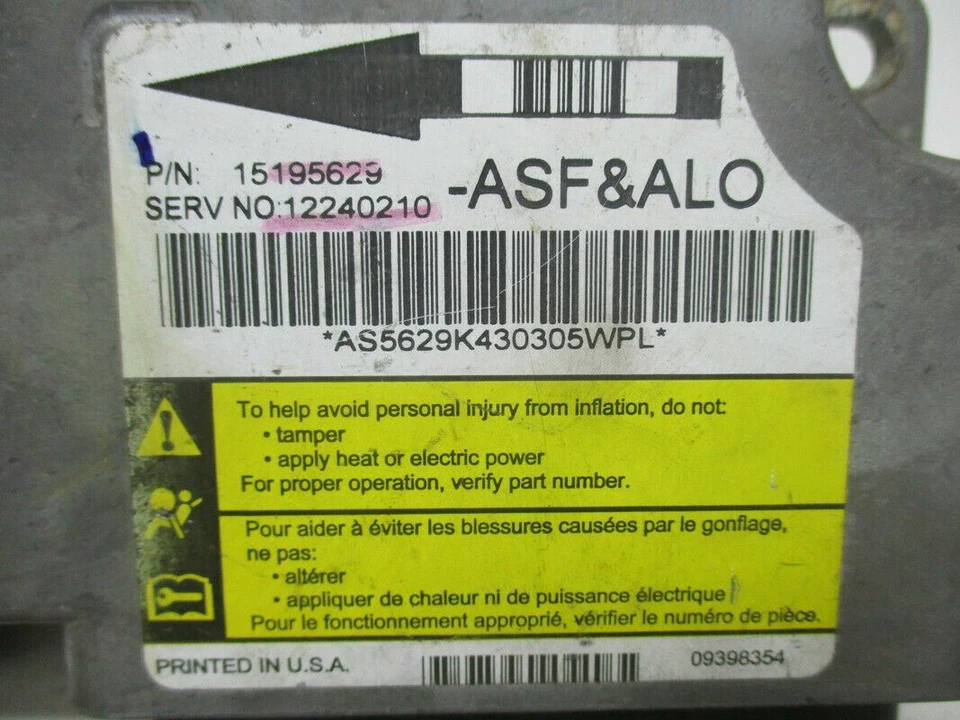 P/N: 15195629
SERV NO:12240210
-ASF&ALO
*AS5629K430305WPL*
To help avoid personal injury from inflation, do not:
• tamper
• apply heat or electric power
For proper operation, verify part number.
Pour aider à éviter les blessures causées par le gonflage,
ne pas:
• altérer
• appliquer de chaleur ni de puissance électrique
Pour le fonctionnement approprié, vérifier le numéro de pièce.
PRINTED IN U.S.A.
09398354